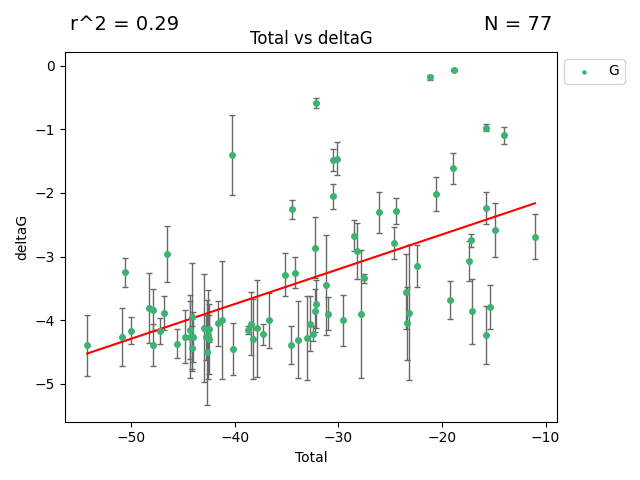 r^2 = 0.29
N = 77
Total vs deltaG
G
0
−1
−2
−3
−4
−5
deltaG
−50
−40
−30
−20
−10
Total